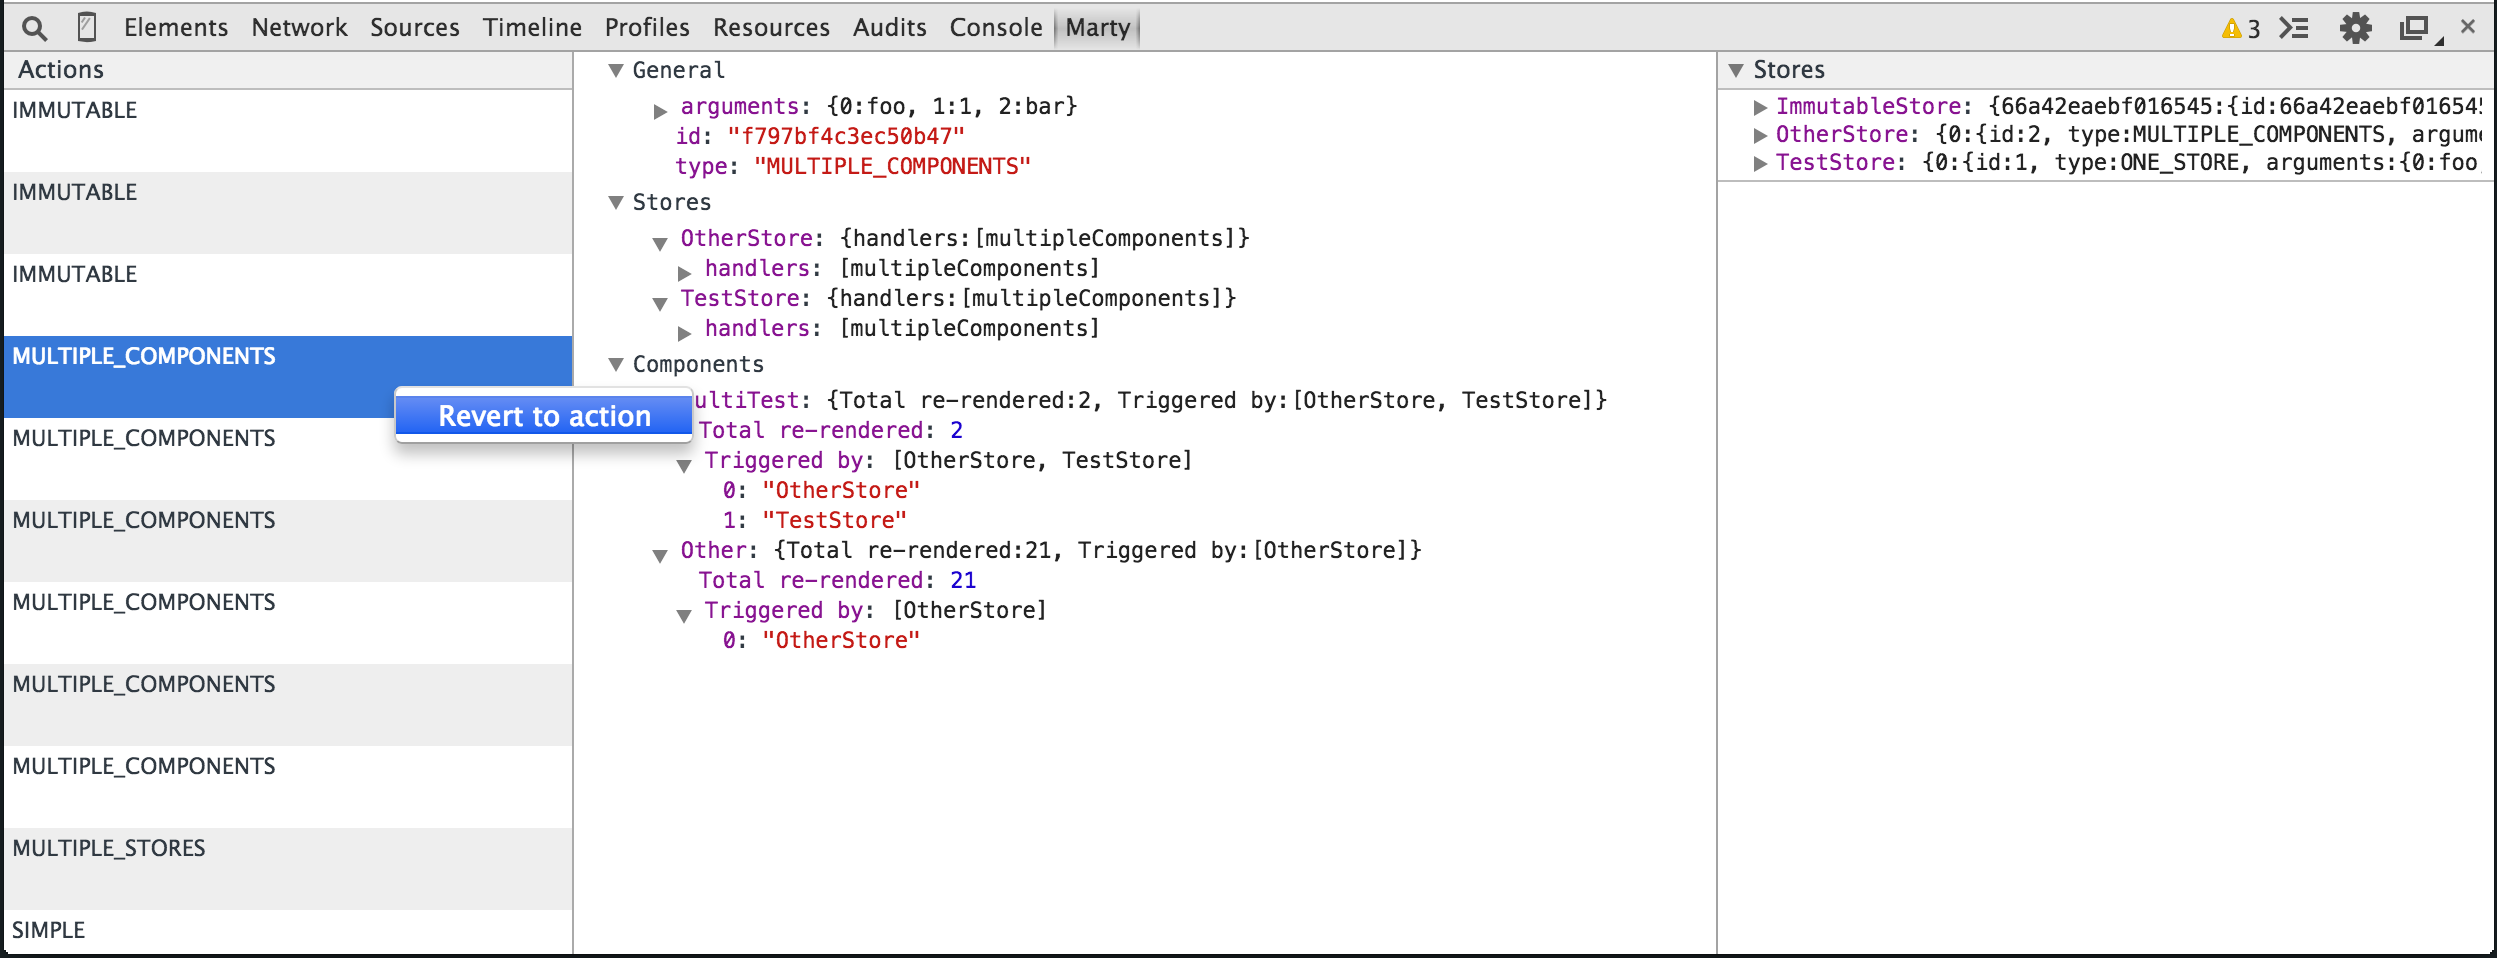 Elements Network Sources Timeline Profiles Resources Audits Console Marty 3
Actions
IMMUTABLE
IMMUTABLE
IMMUTABLE
MULTIPLE_COMPONENTS
Revert to action
MULTIPLE_COMPONENTS
MULTIPLE_COMPONENTS
MULTIPLE_COMPONENTS
MULTIPLE_COMPONENTS
MULTIPLE_COMPONENTS
MULTIPLE_STORES
SIMPLE
General
arguments: {0:foo, 1:1, 2:bar}
id: "f797bf4c3ec50b47"
type: "MULTIPLE_COMPONENTS"
Stores
OtherStore: {handlers:[multipleComponents]}
handlers: [multipleComponents]
TestStore: {handlers:[multipleComponents]}
handlers: [multipleComponents]
Components
ultiTest: {Total re-rendered:2, Triggered by:[OtherStore, TestStore]}
Total re-rendered: 2
Triggered by: [OtherStore, TestStore]
0: "OtherStore"
1: "TestStore"
Other: {Total re-rendered:21, Triggered by:[OtherStore]}
Total re-rendered: 21
Triggered by: [OtherStore]
0: "OtherStore"
Stores
ImmutableStore: {66a42eaebf016545:{id:66a42eaebf016545
OtherStore: {0:{id:2, type:MULTIPLE_COMPONENTS, argume
TestStore: {0:{id:1, type:ONE_STORE, arguments:{0:foo,